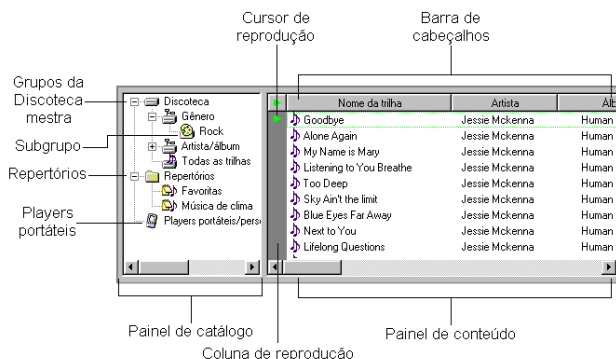 Cursor de
reprodução
Barra de
cabeçalhos
Grupos da
Discoteca
mestra
Subgrupo
Repertórios
Players
portáteis
Discoteca
Gênero
Rock
Artista/álbum
Todas as trilhas
Repertórios
Favoritas
Música de clima
Players portáteis/pers
Nome da trilha Artista Álb
Goodbye Jessie Mckenna Human
Alone Again Jessie Mckenna Human
My Name is Mary Jessie Mckenna Human
Listening to You Breathe Jessie Mckenna Human
Too Deep Jessie Mckenna Human
Sky Ain't the limit Jessie Mckenna Human
Blue Eyes Far Away Jessie Mckenna Human
Next to You Jessie Mckenna Human
Lifelong Questions Jessie Mckenna Human
Painel de catálogo
Painel de conteúdo
Coluna de reprodução